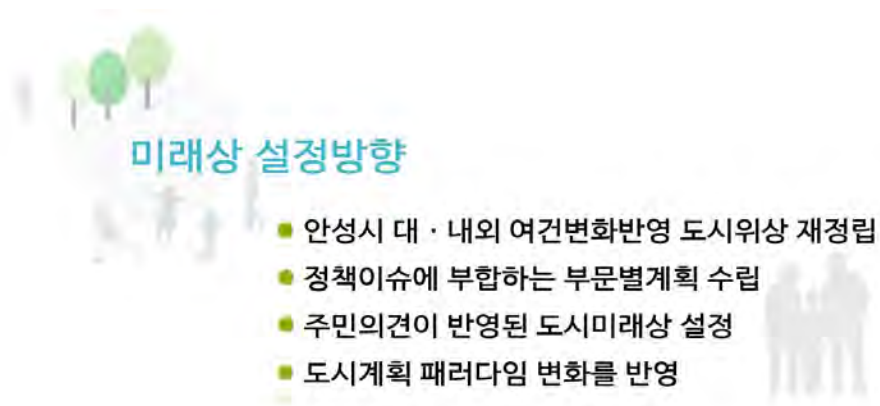 미래상 설정방향
안성시 대 · 내외 여건변화반영 도시위상 재정립
정책이슈에 부합하는 부문별계획 수립
주민의견이 반영된 도시미래상 설정
도시계획 패러다임 변화를 반영